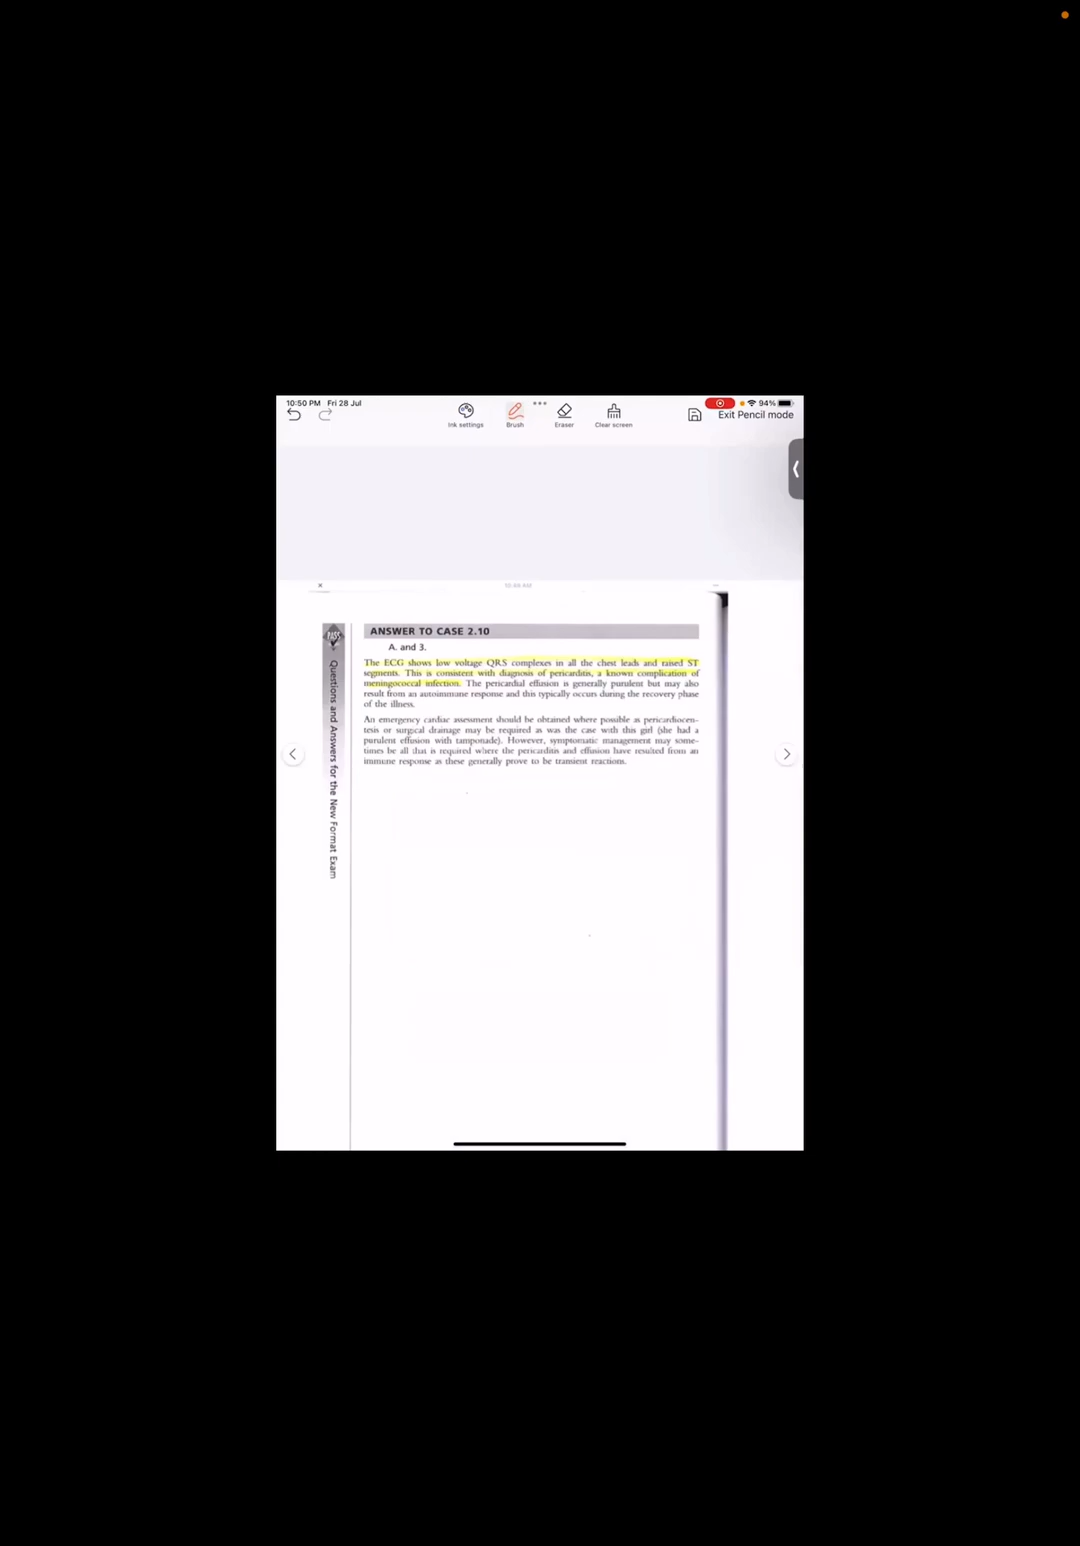 10:50 PM Fri 28 Jul
94%
Ink settings
Brush
Eraser
Clear screen
Exit Pencil mode
PASS
Questions and Answers for the New Format Exam
ANSWER TO CASE 2.10
A. and 3.
The ECG shows low voltage QRS complexes in all the chest leads and raised ST
segments. This is consistent with diagnosis of pericarditis, a known complication of
meningococcal infection. The pericardial effusion is generally purulent but may also
result from an autoimmune response and this typically occurs during the recovery phase
of the illness.
An emergency cardiac assessment should be obtained where possible as pericardiocen-
tesis or surgical drainage may be required as was the case with this girl (she had a
purulent effusion with tamponade). However, symptomatic management may some-
times be all that is required where the pericarditis and effusion have resulted from an
immune response as these generally prove to be transient reactions.